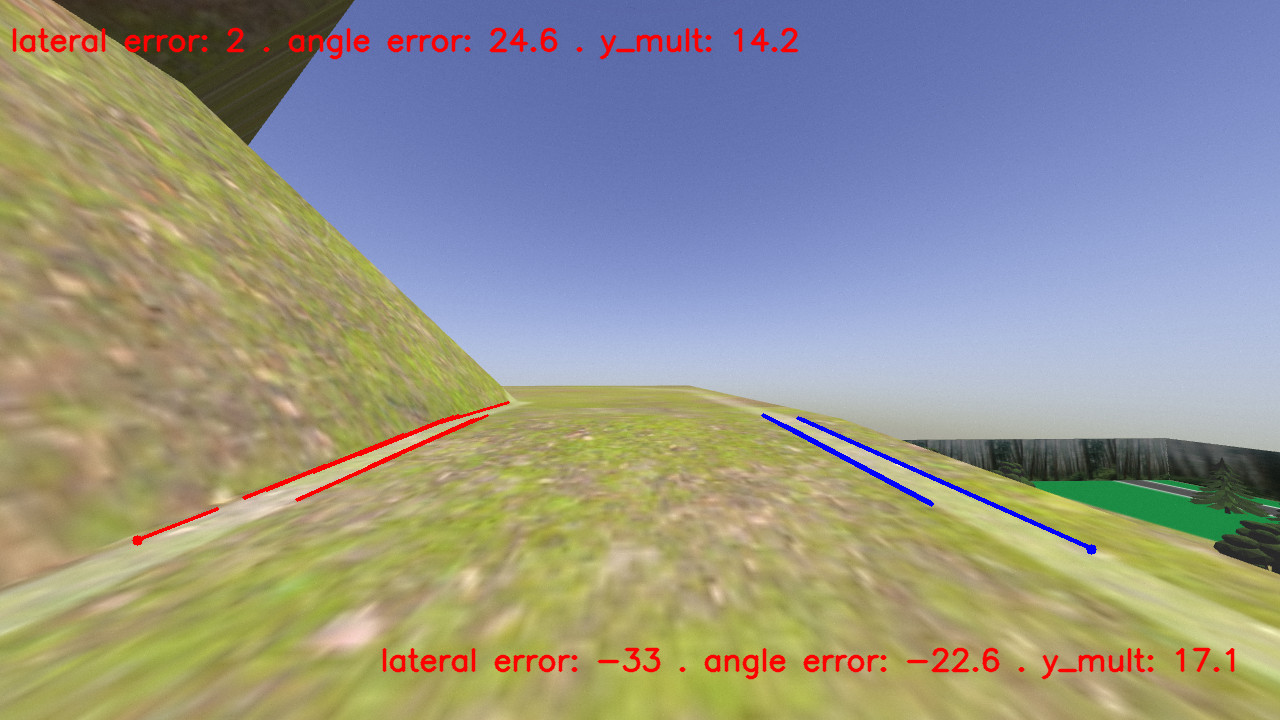 lateral error: 2 . angle error: 24.6 . y_mult: 14.2
lateral error: -33 . angle error: -22.6 . y_mult: 17.1